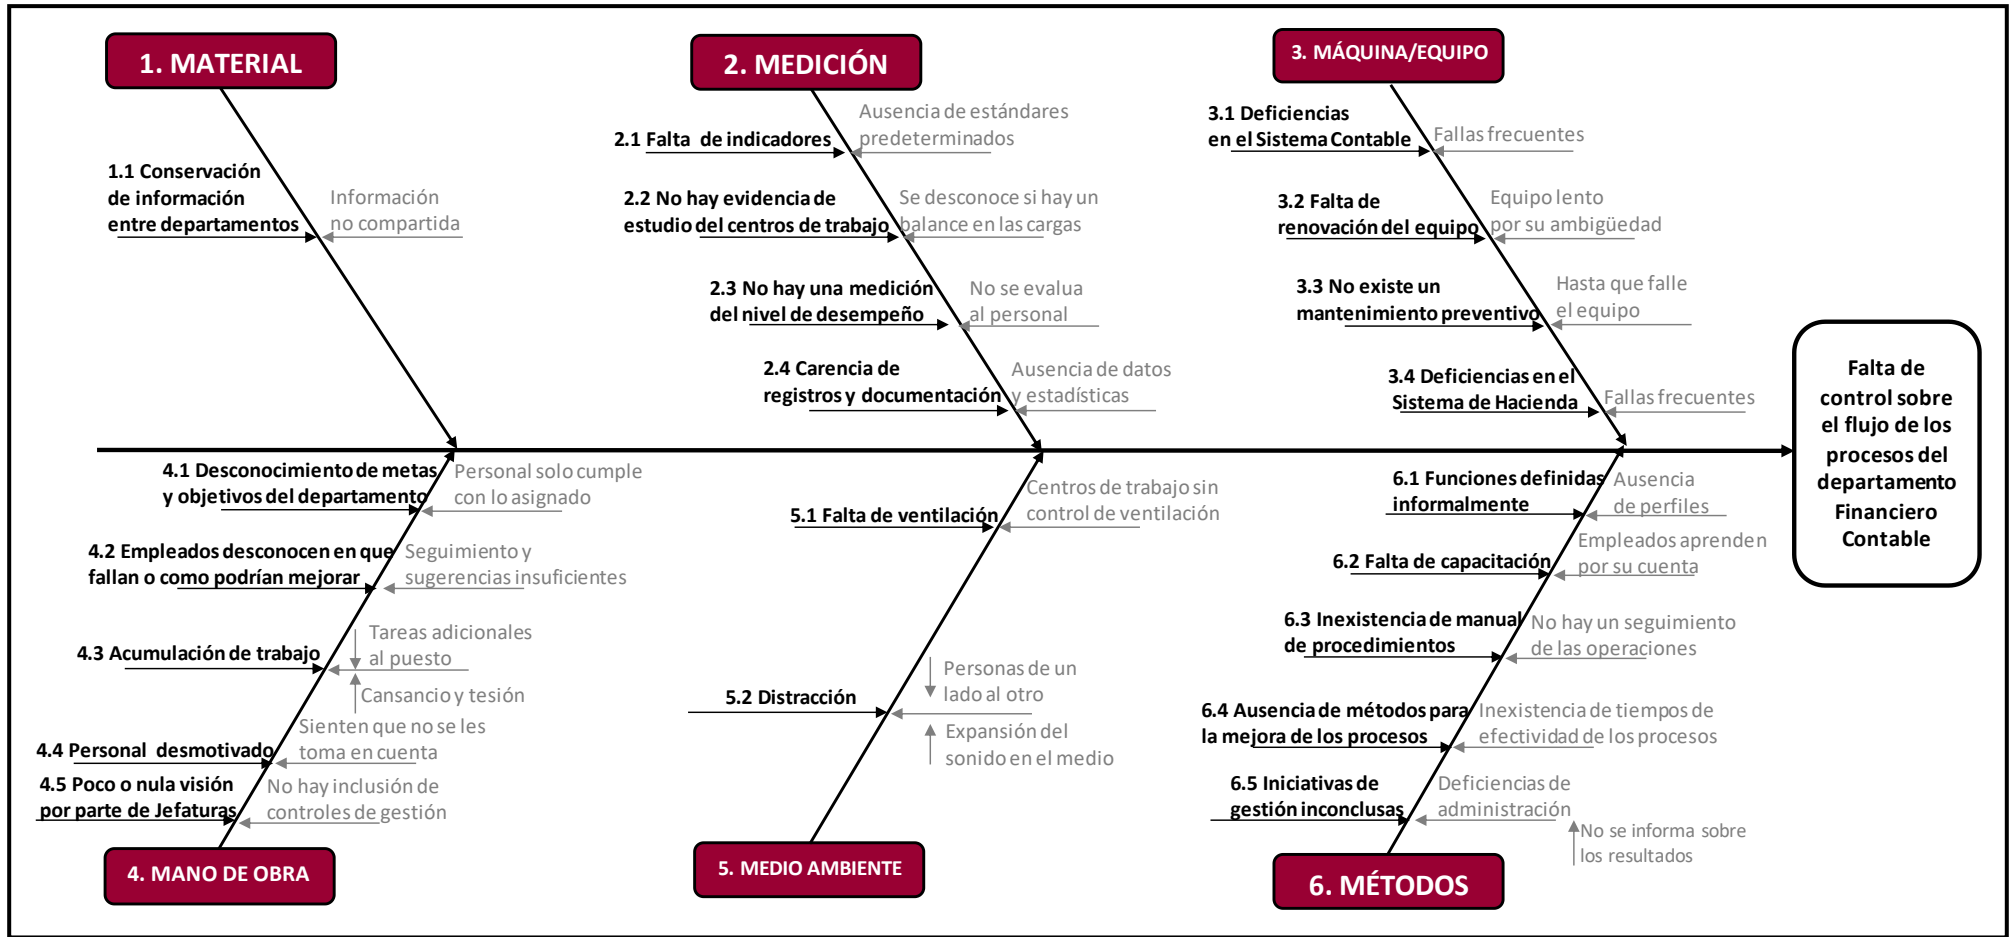 1. MATERIAL
1.1 Conservación
de información
entre departamentos
Información
no compartida
2. MEDICIÓN
2.1 Falta de indicadores
Ausencia de estándares
predeterminados
2.2 No hay evidencia de
estudio del centros de trabajo
Se desconoce si hay un
balance en las cargas
2.3 No hay una medición
del nivel de desempeño
No se evalua
al personal
2.4 Carencia de
registros y documentación
Ausencia de datos
y estadísticas
3. MÁQUINA/EQUIPO
3.1 Deficiencias
en el Sistema Contable
Fallas frecuentes
3.2 Falta de
renovación del equipo
Equipo lento
por su ambigüedad
3.3 No existe un
mantenimiento preventivo
Hasta que falle
el equipo
3.4 Deficiencias en el
Sistema de Hacienda
Fallas frecuentes
Falta de
control sobre
el flujo de los
procesos del
departamento
Financiero
Contable
4.1 Desconocimiento de metas
y objetivos del departamento
Personal solo cumple
con lo asignado
4.2 Empleados desconocen en que
fallan o como podrían mejorar
Seguimiento y
sugerencias insuficientes
4.3 Acumulación de trabajo
Tareas adicionales
al puesto
Cansancio y tesión
4.4 Personal desmotivado
Sienten que no se les
toma en cuenta
4.5 Poco o nula visión
por parte de Jefaturas
No hay inclusión de
controles de gestión
4. MANO DE OBRA
5.1 Falta de ventilación
Centros de trabajo sin
control de ventilación
5.2 Distracción
Personas de un
lado al otro
Expansión del
sonido en el medio
5. MEDIO AMBIENTE
6.1 Funciones definidas
informalmente
Ausencia
de perfiles
6.2 Falta de capacitación
Empleados aprenden
por su cuenta
6.3 Inexistencia de manual
de procedimientos
No hay un seguimiento
de las operaciones
6.4 Ausencia de métodos para
la mejora de los procesos
Inexistencia de tiempos de
efectividad de los procesos
6.5 Iniciativas de
gestión inconclusas
Deficiencias de
administración
No se informa sobre
los resultados
6. MÉTODOS